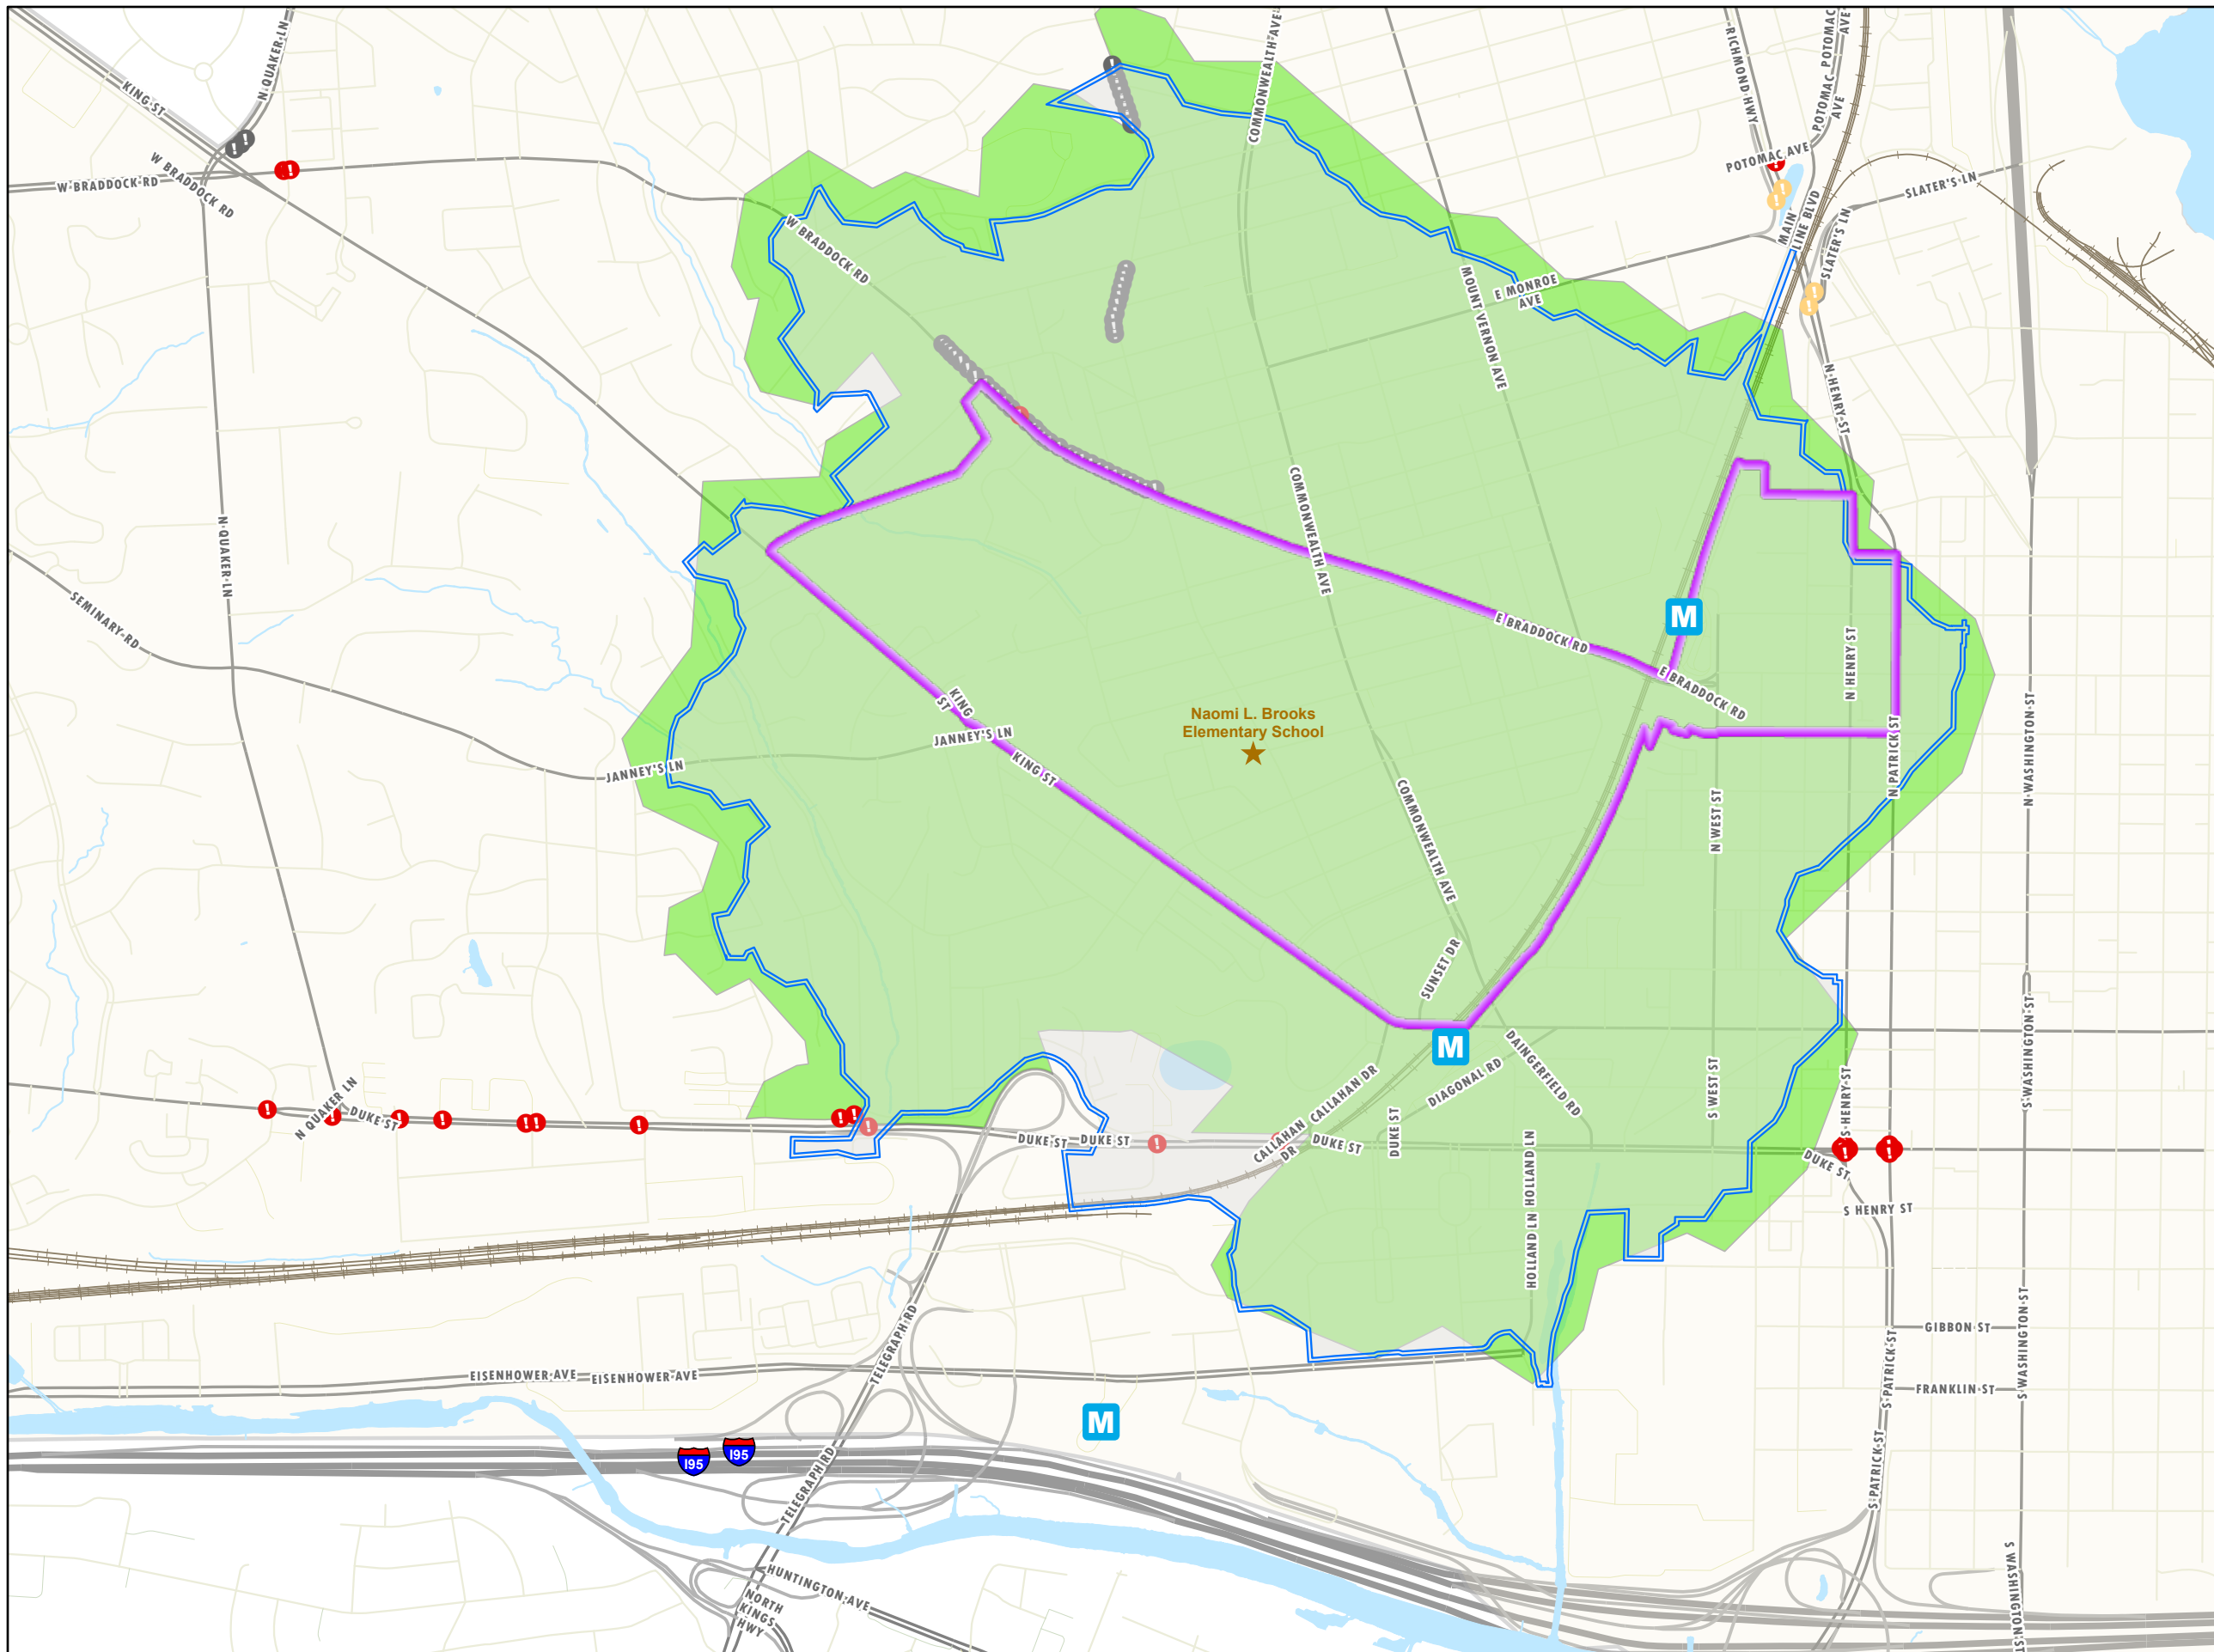 N QUAKER LN
KING ST
W BRADDOCK RD
W BRADDOCK RD
COMMONWEALTH AVE
RICHMOND HWY
POTOMAC
AVE
POTOMAC
AVE
POTOMAC AVE
SLATER'S LN
MAIN
LINE BLVD
SLATER'S LN
W BRADDOCK RD
E MONROE
AVE
MOUNT VERNON AVE
N HENRY ST
COMMONWEALTH AVE
N QUAKER LN
SEMINARY RD
E BRADDOCK RD
M
E BRADDOCK RD
N HENRY ST
N WASHINGTON ST
KING
ST
Naomi L. Brooks
Elementary School
JANNEY'S LN
JANNEY'S LN
KING ST
N PATRICK ST
N WEST ST
COMMONWEALTH AVE
SUNSET DR
M
DAINGERFIELD RD
DIAGONAL RD
S WEST ST
S HENRY ST
S WASHINGTON ST
CALLAHAN DR
CALLAHAN
DR
N QUAKER LN
DUKE ST
DUKE ST
DUKE ST
DUKE ST
DUKE ST
DUKE ST
S HENRY ST
HOLLAND LN
HOLLAND LN
TELEGRAPH RD
EISENHOWER AVE
EISENHOWER AVE
GIBBON ST
S WASHINGTON ST
S PATRICK ST
FRANKLIN ST
M
I95
I95
TELEGRAPH RD
S PATRICK ST
HUNTINGTON AVE
NORTH
KINGS
HWY
S WASHINGTON ST